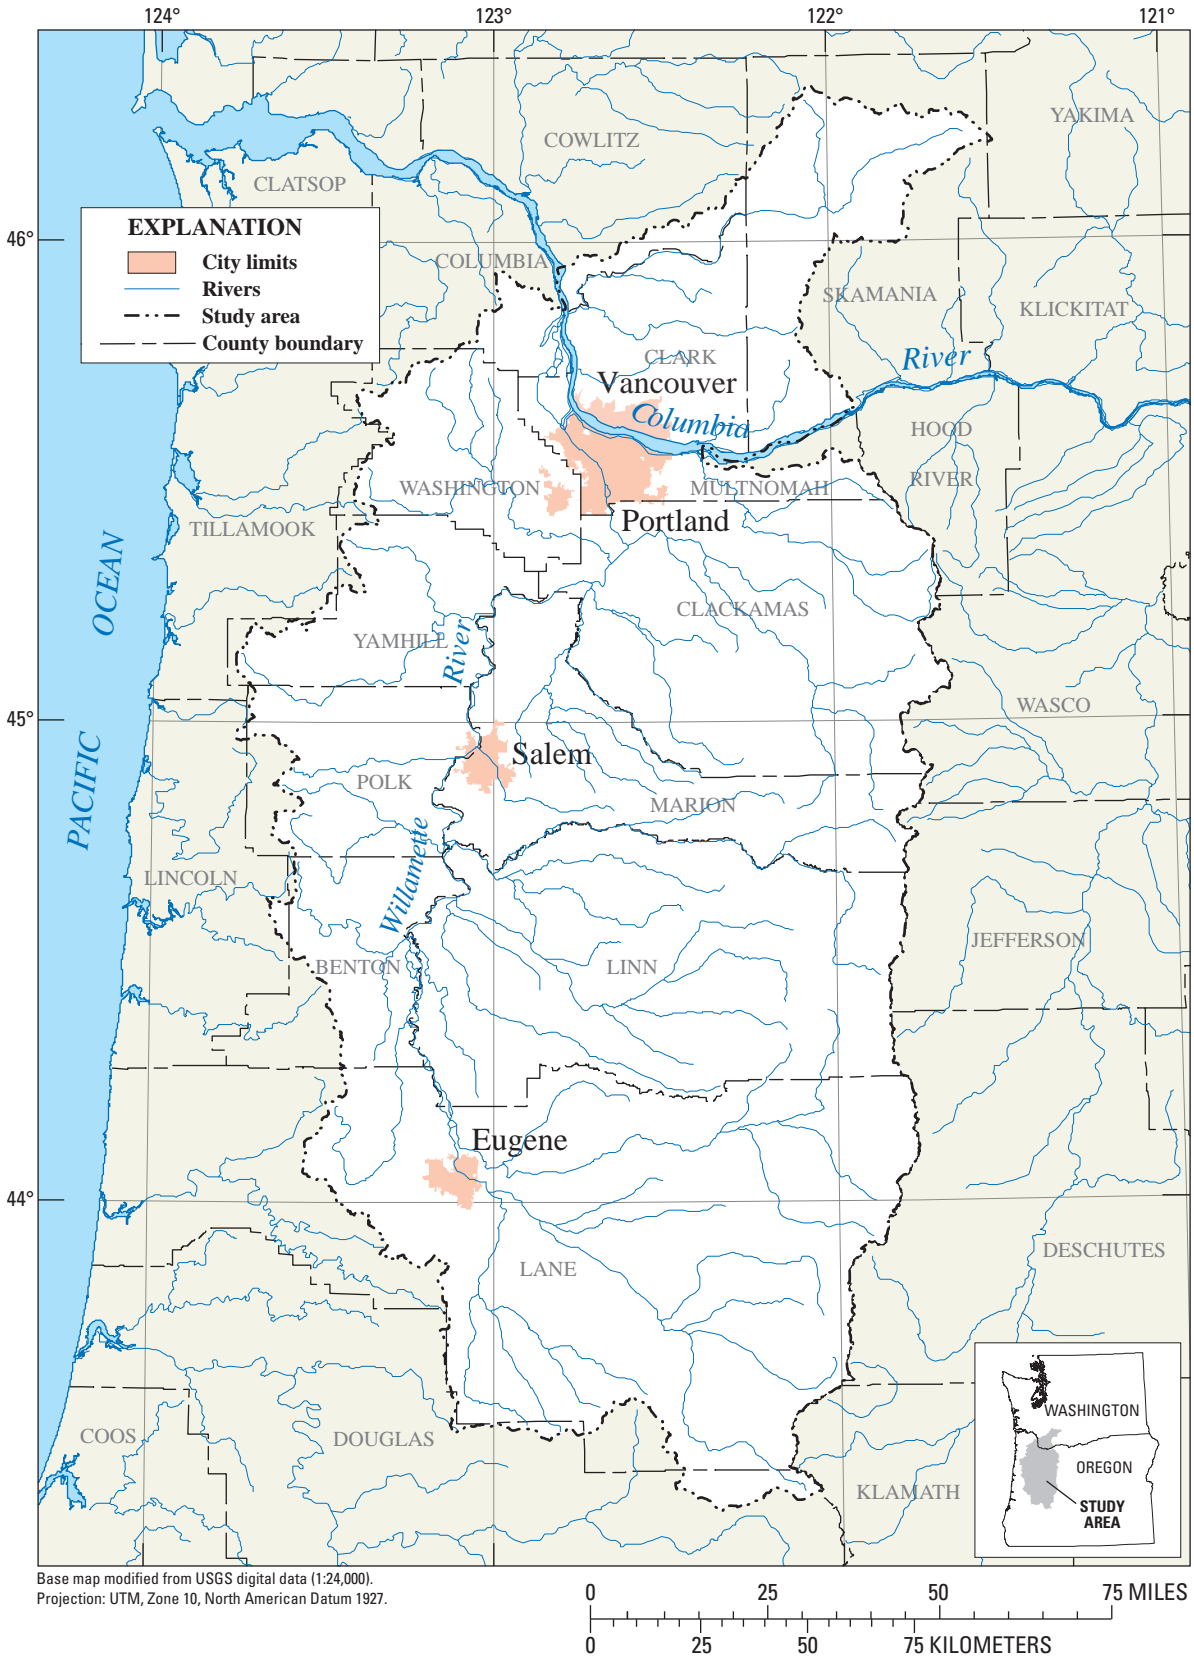 124° 123° 122° 121°
YAKIMA
COWLITZ
CLATSOP
EXPLANATION
City limits
Rivers
Study area
County boundary
46°
COLUMBIA
SKAMANIA
KLICKITAT
CLARK
River
Vancouver
Columbia
HOOD
RIVER
WASHINGTON
MULTNOMAH
Portland
TILLAMOOK
PACIFIC OCEAN
CLACKAMAS
YAMHILL
River
WASCO
45°
Salem
POLK
MARION
Willamette
LINCOLN
JEFFERSON
BENTON
LINN
Eugene
44°
DESCHUTES
LANE
WASHINGTON
COOS
DOUGLAS
OREGON
KLAMATH
STUDY
AREA
Base map modified from USGS digital data (1:24,000).
Projection: UTM, Zone 10, North American Datum 1927.
0 25 50 75 MILES
0 25 50 75 KILOMETERS